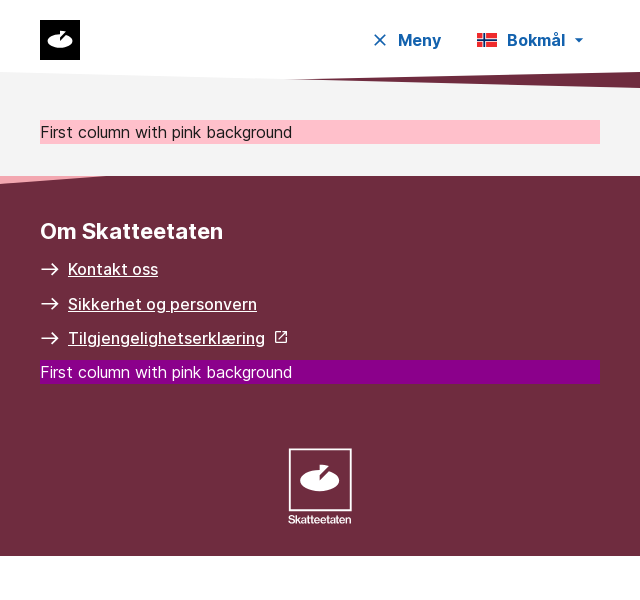 Meny
Bokmål
First column with pink background
Om Skatteetaten
Kontakt oss
Sikkerhet og personvern
Tilgjengelighetserklæring
First column with pink background
Skatteetaten